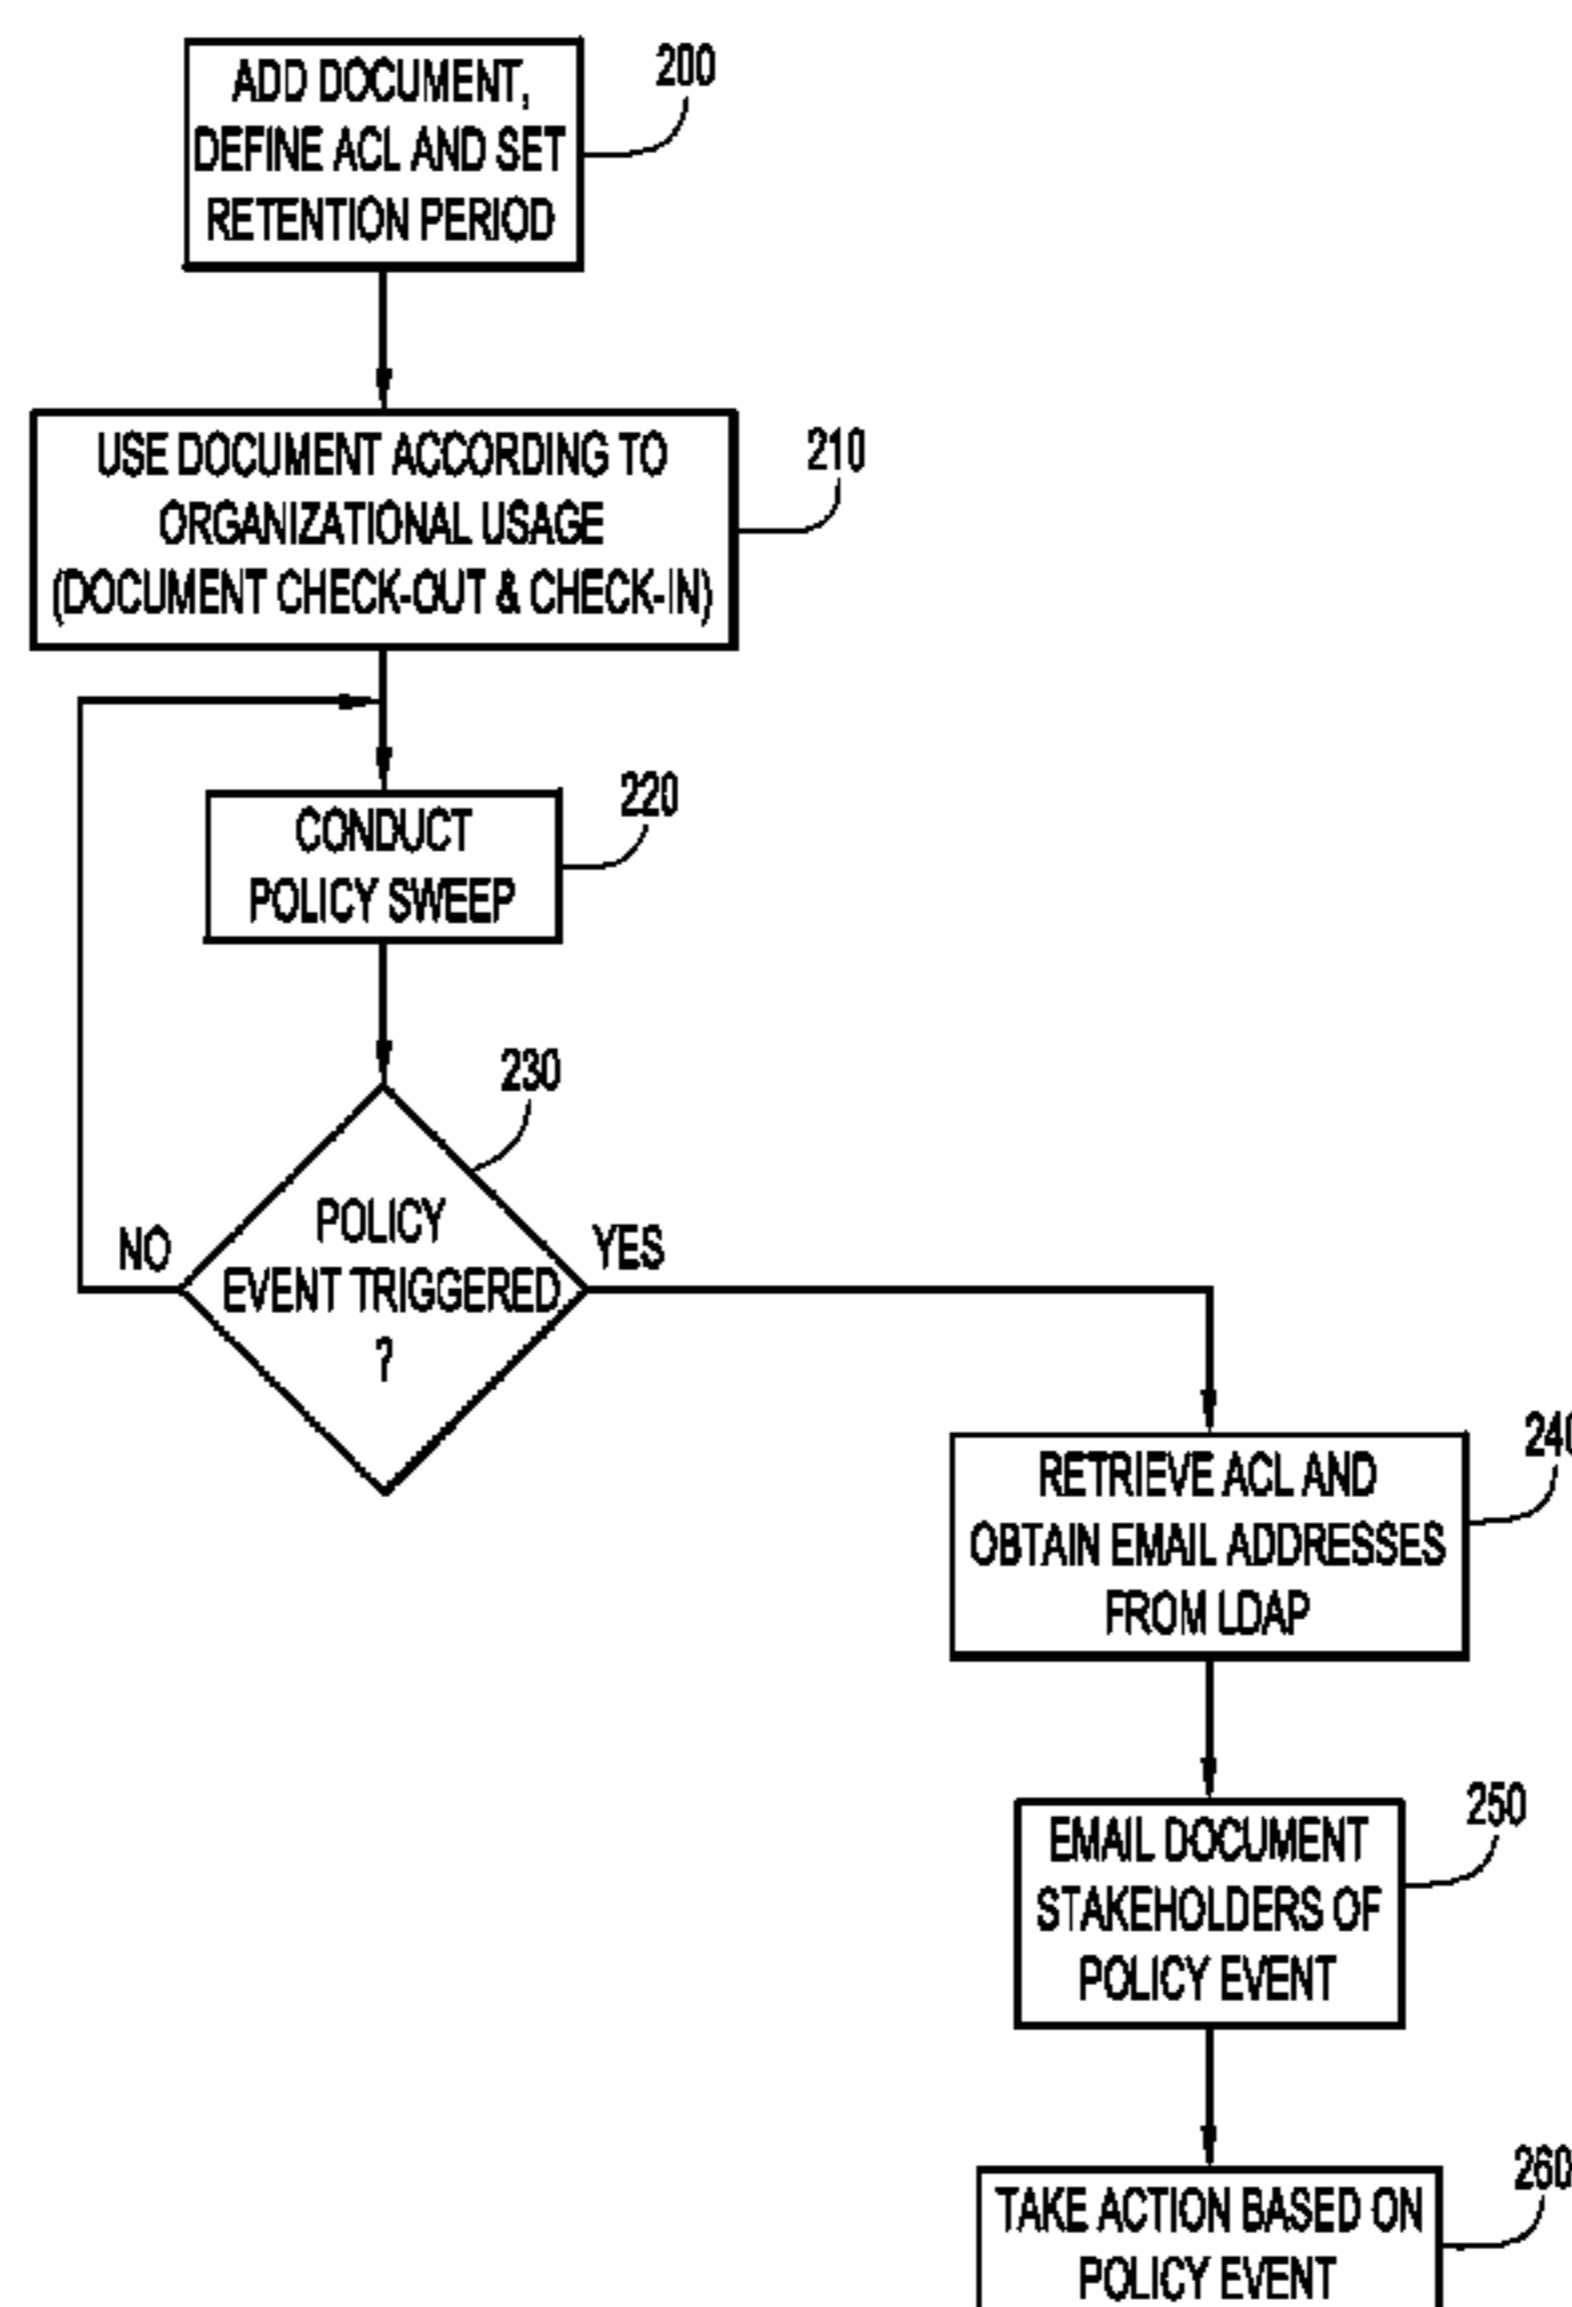 ADD DOCUMENT,
DEFINE ACL AND SET
RETENTION PERIOD
200
USE DOCUMENT ACCORDING TO
ORGANIZATIONAL USAGE
(DOCUMENT CHECK-OUT & CHECK-IN)
210
CONDUCT
POLICY SWEEP
220
230
POLICY
EVENT TRIGGERED
?
NO
YES
RETRIEVE ACL AND
OBTAIN EMAIL ADDRESSES
FROM LDAP
240
EMAIL DOCUMENT
STAKEHOLDERS OF
POLICY EVENT
250
TAKE ACTION BASED ON
POLICY EVENT
260